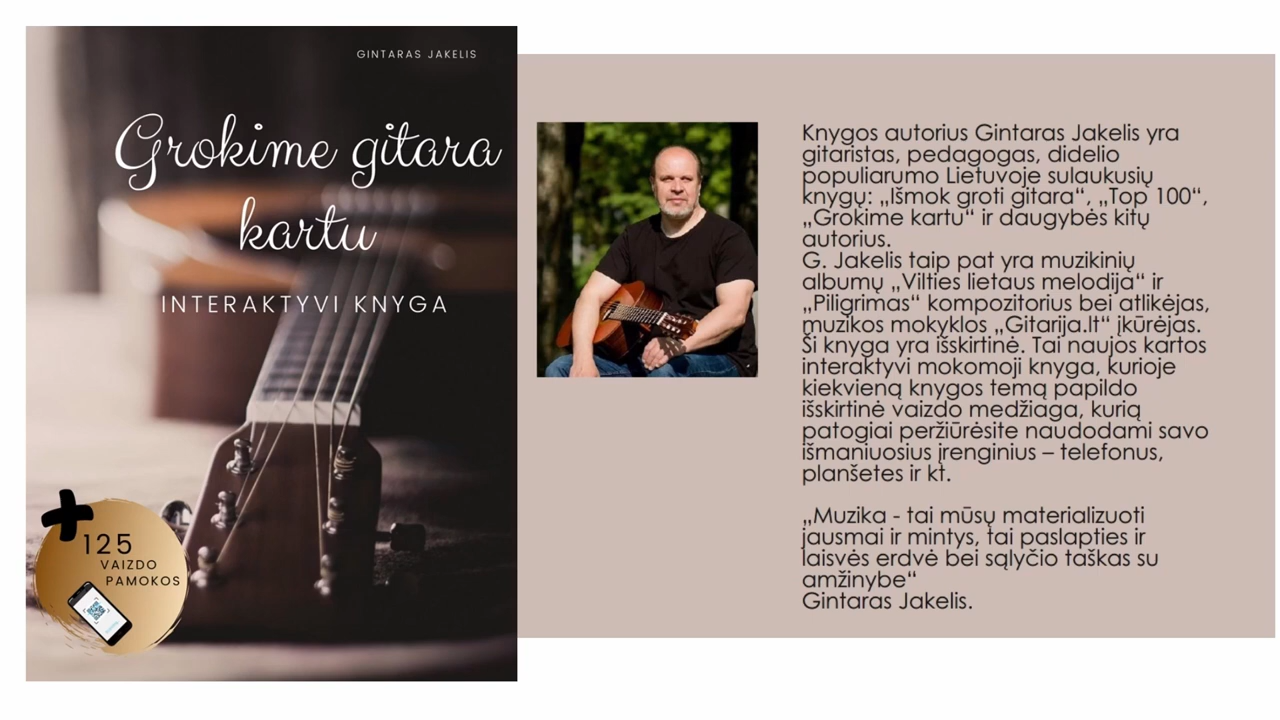 GINTARAS JAKELIS
Grokime gitara
kartu
INTERAKTYVI KNYGA
125
VAIZDO
PAMOKOS
Knygos autorius Gintaras Jakelis yra
gitaristas, pedagogas, didelio
populiarumo Lietuvoje sulaukusių
knygų: „Išmok groti gitara“, „Top 100“,
„Grokime kartu“ ir daugybės kitų
autorius.
G. Jakelis taip pat yra muzikinių
albumų „Vilties lietaus melodija“ ir
„Piligrimas“ kompozitorius bei atlikėjas,
muzikos mokyklos „Gitarija.lt“ įkūrėjas.
Ši knyga yra išskirtinė. Tai naujos kartos
interaktyvi mokomoji knyga, kurioje
kiekvieną knygos temą papildo
išskirtinė vaizdo medžiaga, kurią
patogiai peržiūrėsite naudodami savo
išmaniuosius įrenginius – telefonus,
planšetes ir kt.
„Muzika - tai mūsų materializuoti
jausmai ir mintys, tai paslapties ir
laisvės erdvė bei sąlyčio taškas su
amžinybe“
Gintaras Jakelis.